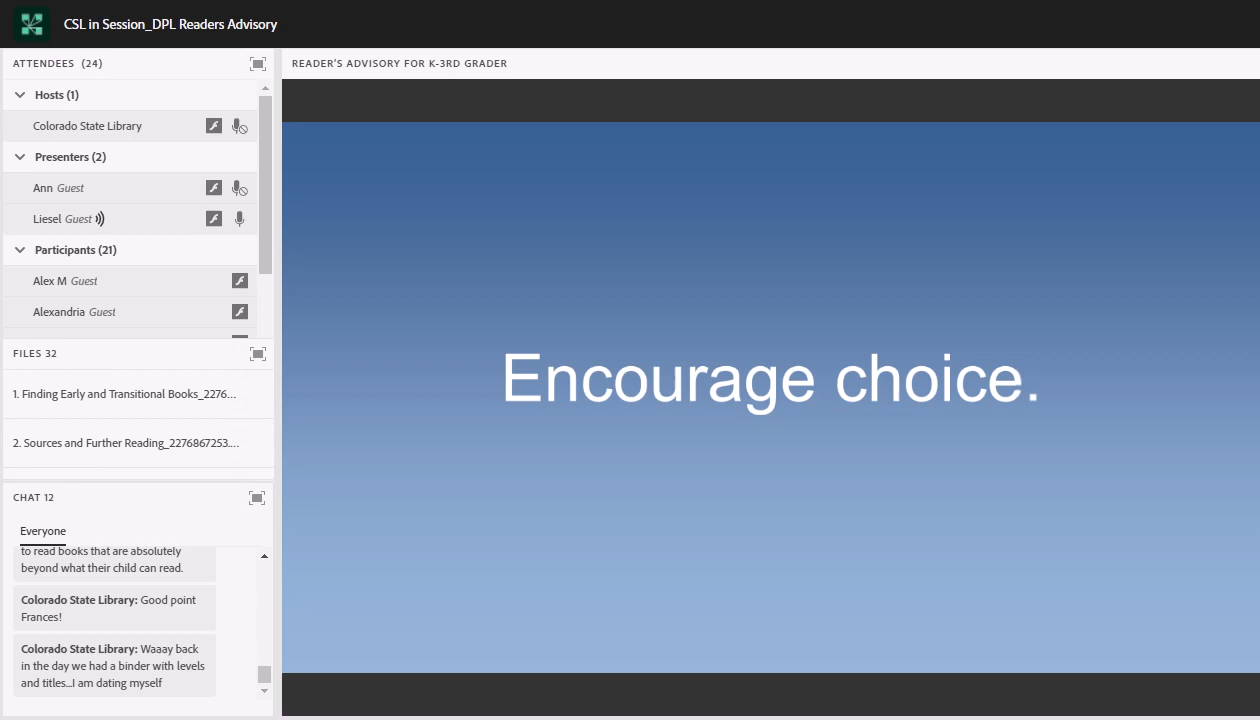 CSL in Session_DPL Readers Advisory
ATTENDEES (24)
Hosts (1)
Colorado State Library
Presenters (2)
Ann Guest
Liesel Guest
Participants (21)
Alex M Guest
Alexandria Guest
FILES 32
1. Finding Early and Transitional Books_2276...
2. Sources and Further Reading_2276867253....
CHAT 12
Everyone
to read books that are absolutely
beyond what their child can read.
Colorado State Library: Good point
Frances!
Colorado State Library: Waaay back
in the day we had a binder with levels
and titles...I am dating myself
READER'S ADVISORY FOR K-3RD GRADER
Encourage choice.